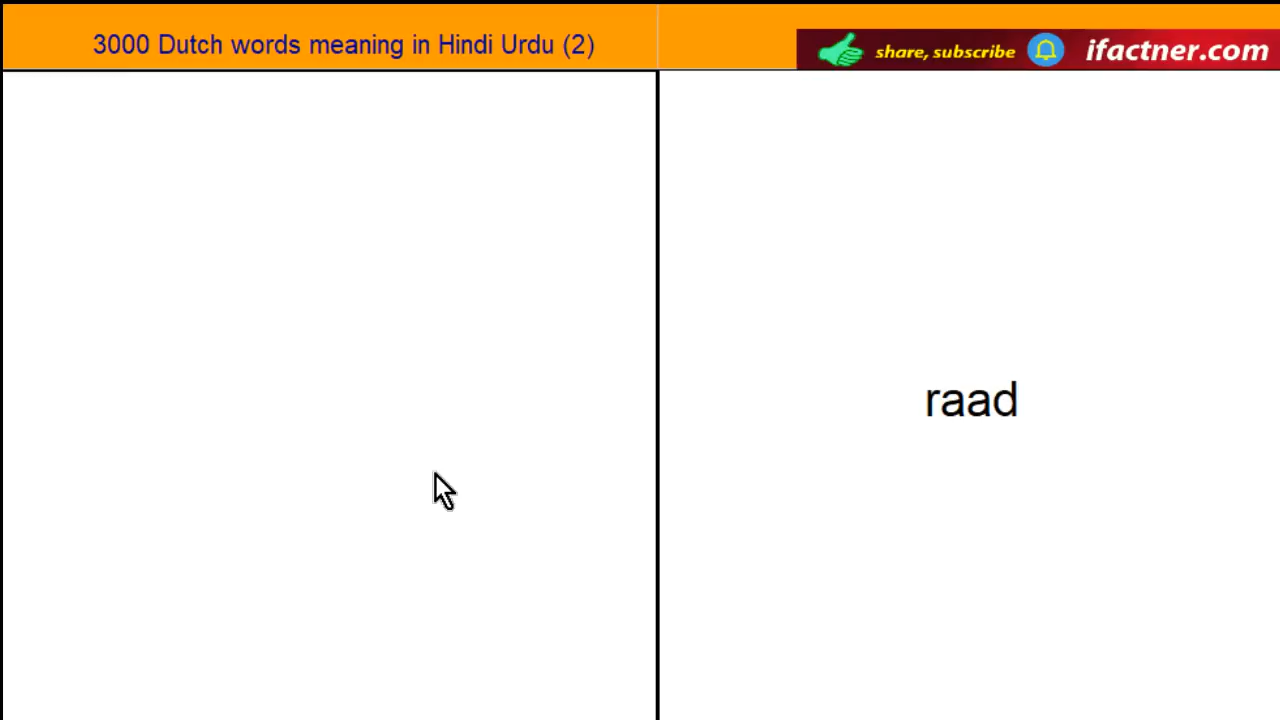 3000 Dutch words meaning in Hindi Urdu (2)
share, subscribe
ifactner.com
raad